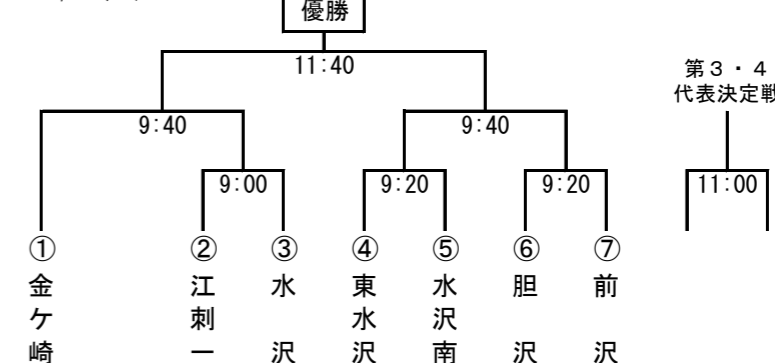 優勝
11:40
第3・4
代表決定戦
9:40
9:40
9:00
9:20
9:20
11:00
① ② ③ ④ ⑤ ⑥ ⑦
金ケ崎
江刺一
水沢
東水沢
水沢南
胆沢
前沢